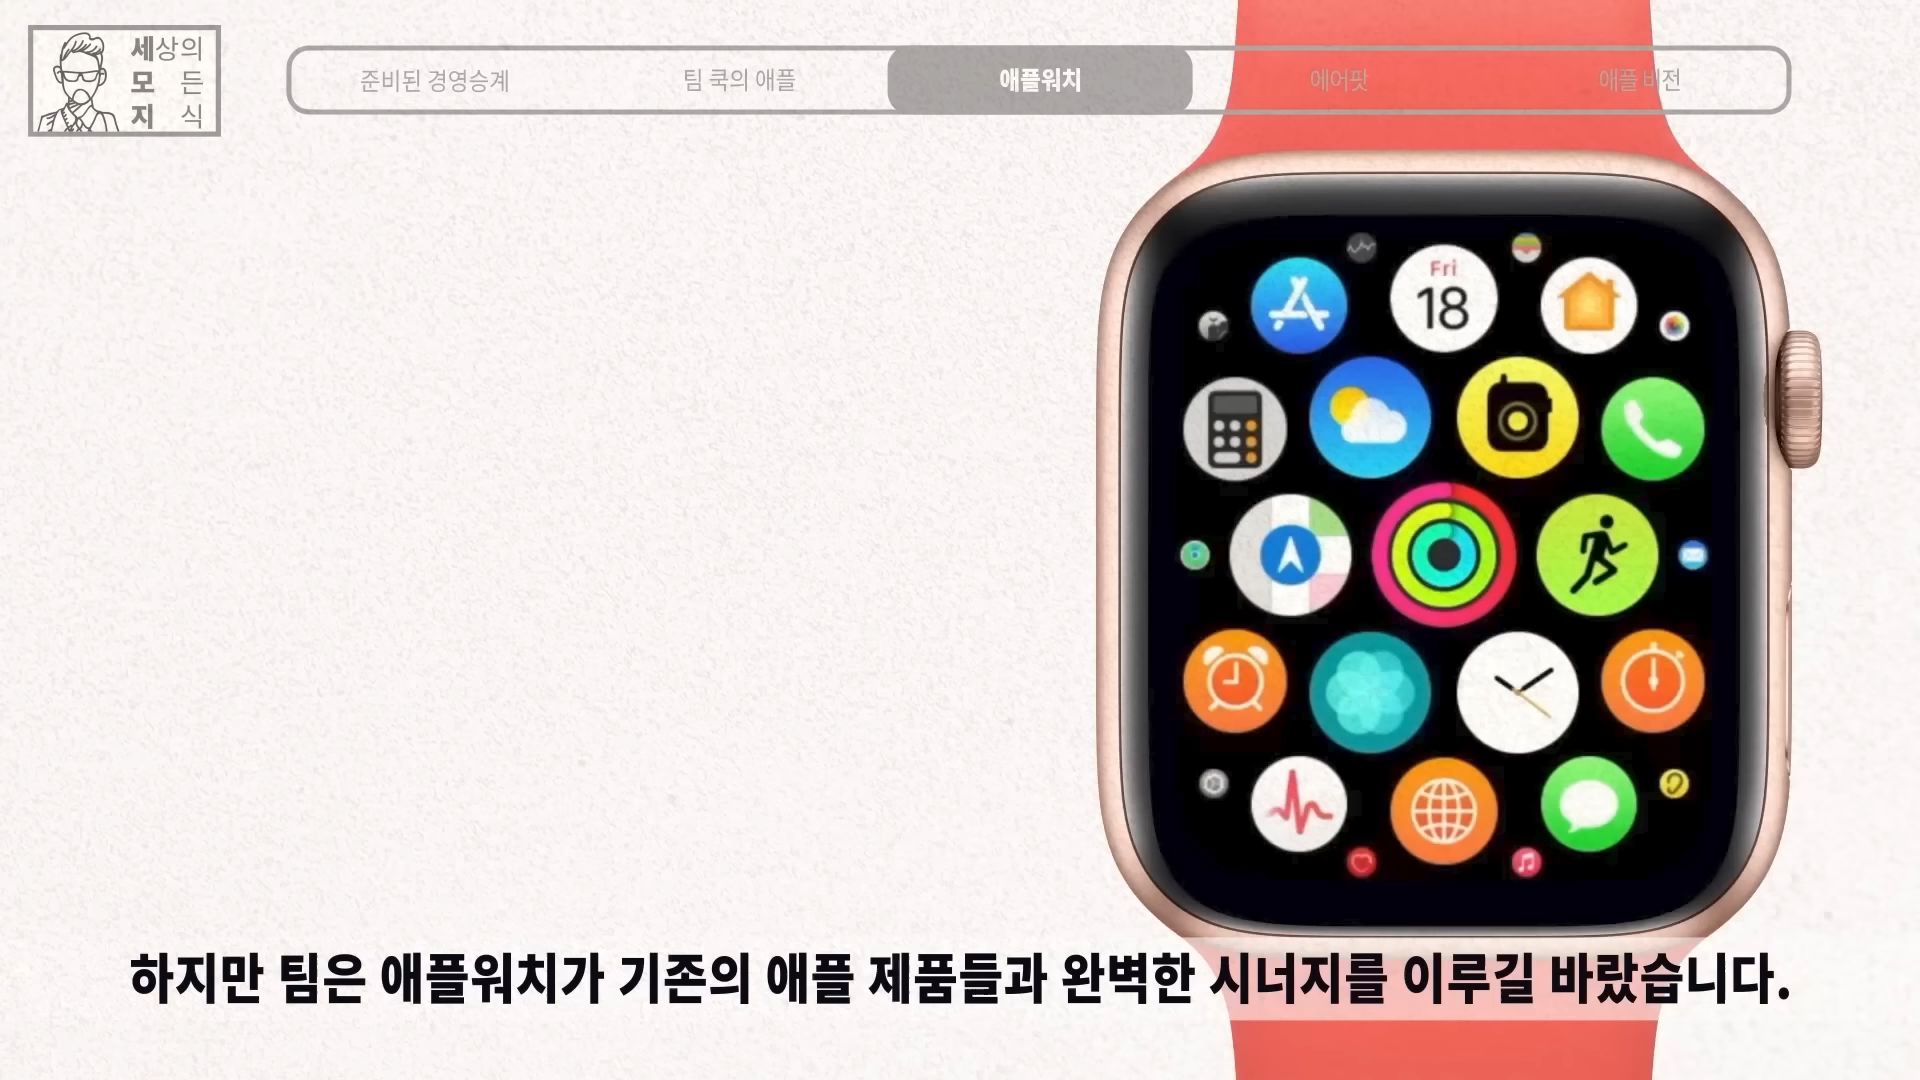 세상의
모든
지식
준비된 경영승계
팀 쿡의 애플
애플워치
에어팟
애플 비전
Fri
18
하지만 팀은 애플워치가 기존의 애플 제품들과 완벽한 시너지를 이루길 바랐습니다.